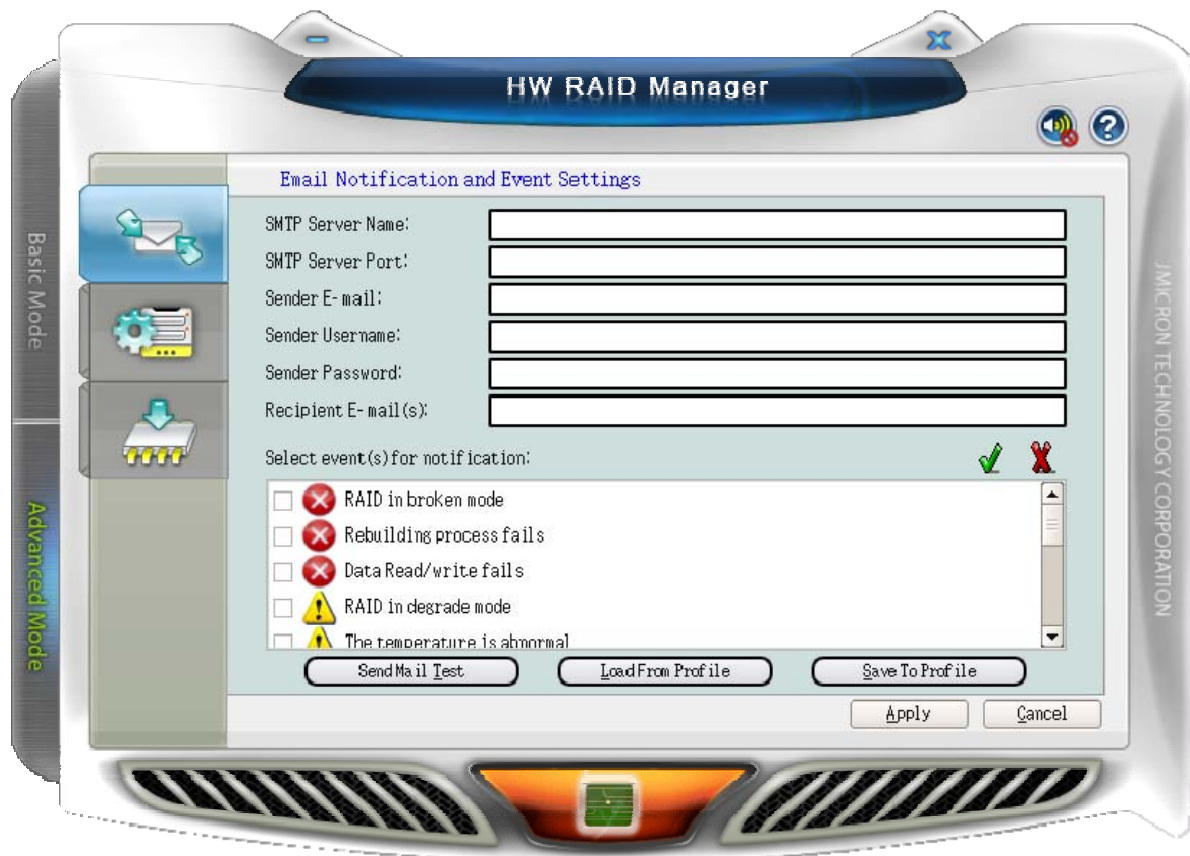 HW RAID Manager
Basic Mode
Advanced Mode
Email Notification and Event Settings
SMTP Server Name:
SMTP Server Port:
Sender E-mail:
Sender Username:
Sender Password:
Recipient E-mail(s):
Select event(s) for notification:
RAID in broken mode
Rebuilding process fails
Data Read/write fails
RAID in degrade mode
The temperature is abnormal
Send Mail Test
Load From Profile
Save To Profile
Apply
Cancel
JMICRON TECHNOLOGY CORPORATION